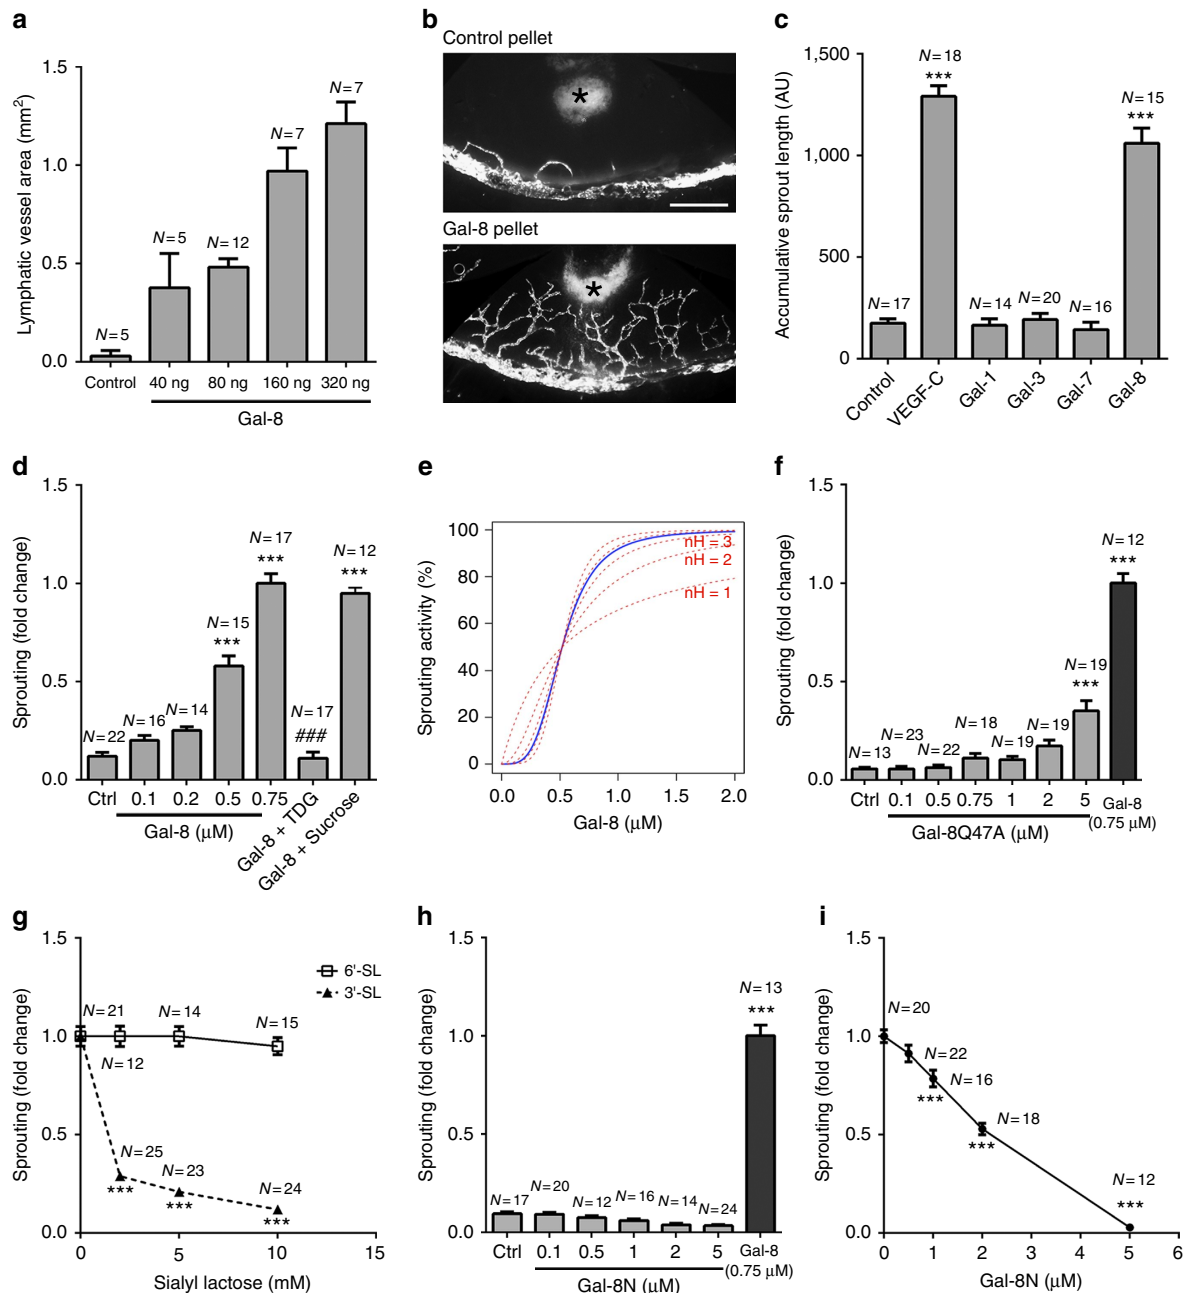 a
Lymphatic vessel area (mm²)
1.5
1.0
0.5
0.0
N=5
N=5
N=12
N=7
N=7
Control
40 ng
80 ng
160 ng
320 ng
Gal-8
b
Control pellet
*
Gal-8 pellet
*
c
Accumulative sprout length (AU)
1,500
1,000
500
0
N=17
N=18
***
N=14
N=20
N=16
N=15
***
Control
VEGF-C
Gal-1
Gal-3
Gal-7
Gal-8
d
Sprouting (fold change)
1.5
1.0
0.5
0.0
N=22
N=16
N=14
N=15
***
N=17
***
N=17
###
N=12
***
Ctrl
0.1
0.2
0.5
0.75
Gal-8 (μM)
Gal-8 + TDG
Gal-8 + Sucrose
e
Sprouting activity (%)
100
80
60
40
20
0
nH = 3
nH = 2
nH = 1
0.0
0.5
1.0
1.5
2.0
Gal-8 (μM)
f
Sprouting (fold change)
1.5
1.0
0.5
0.0
N=13
N=23
N=22
N=18
N=19
N=19
N=19
***
N=12
***
Ctrl
0.1
0.5
0.75
1
2
5
Gal-8
(0.75 μM)
Gal-8Q47A (μM)
g
Sprouting (fold change)
1.5
1.0
0.5
0.0
6'-SL
3'-SL
N=21
N=14
N=15
N=12
N=25
***
N=23
***
N=24
***
0
5
10
15
Sialyl lactose (mM)
h
Sprouting (fold change)
1.5
1.0
0.5
0.0
N=17
N=20
N=12
N=16
N=14
N=24
N=13
***
Ctrl
0.1
0.5
1
2
5
Gal-8
(0.75 μM)
Gal-8N (μM)
i
Sprouting (fold change)
1.5
1.0
0.5
0.0
N=20
N=22
N=16
***
N=18
***
N=12
***
0
1
2
3
4
5
6
Gal-8N (μM)